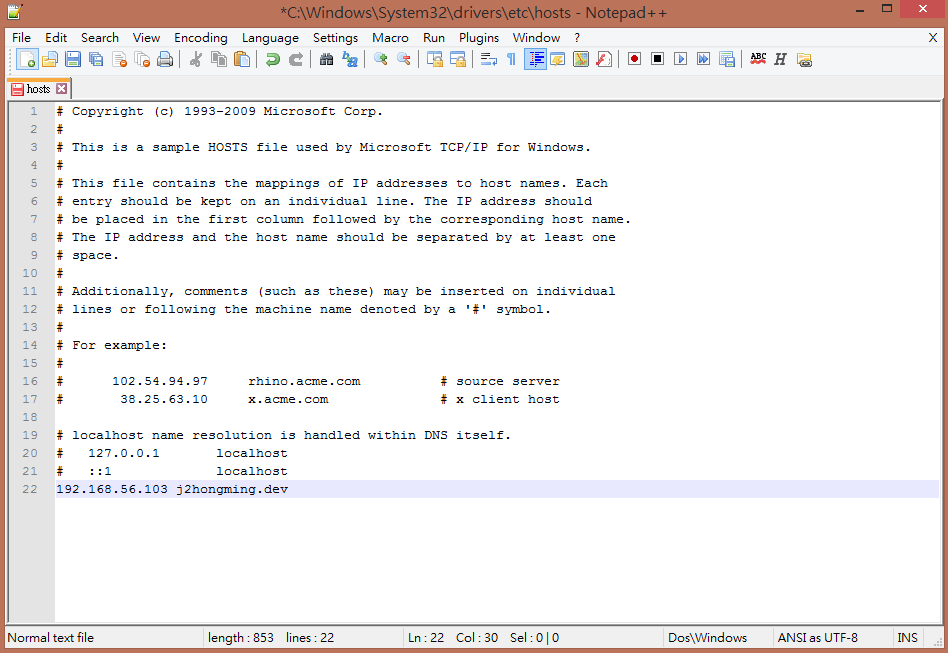 *C:\Windows\System32\drivers\etc\hosts - Notepad++
File Edit Search View Encoding Language Settings Macro Run Plugins Window ? X
ABC H
hosts
1 # Copyright (c) 1993-2009 Microsoft Corp.
2 #
3 # This is a sample HOSTS file used by Microsoft TCP/IP for Windows.
4 #
5 # This file contains the mappings of IP addresses to host names. Each
6 # entry should be kept on an individual line. The IP address should
7 # be placed in the first column followed by the corresponding host name.
8 # The IP address and the host name should be separated by at least one
9 # space.
10 #
11 # Additionally, comments (such as these) may be inserted on individual
12 # lines or following the machine name denoted by a '#' symbol.
13 #
14 # For example:
15 #
16 #      102.54.94.97     rhino.acme.com          # source server
17 #       38.25.63.10     x.acme.com              # x client host
18
19 # localhost name resolution is handled within DNS itself.
20 #   127.0.0.1       localhost
21 #   ::1             localhost
22 192.168.56.103 j2hongming.dev
Normal text file length : 853 lines : 22 Ln : 22 Col : 30 Sel : 0 | 0 Dos\Windows ANSI as UTF-8 INS